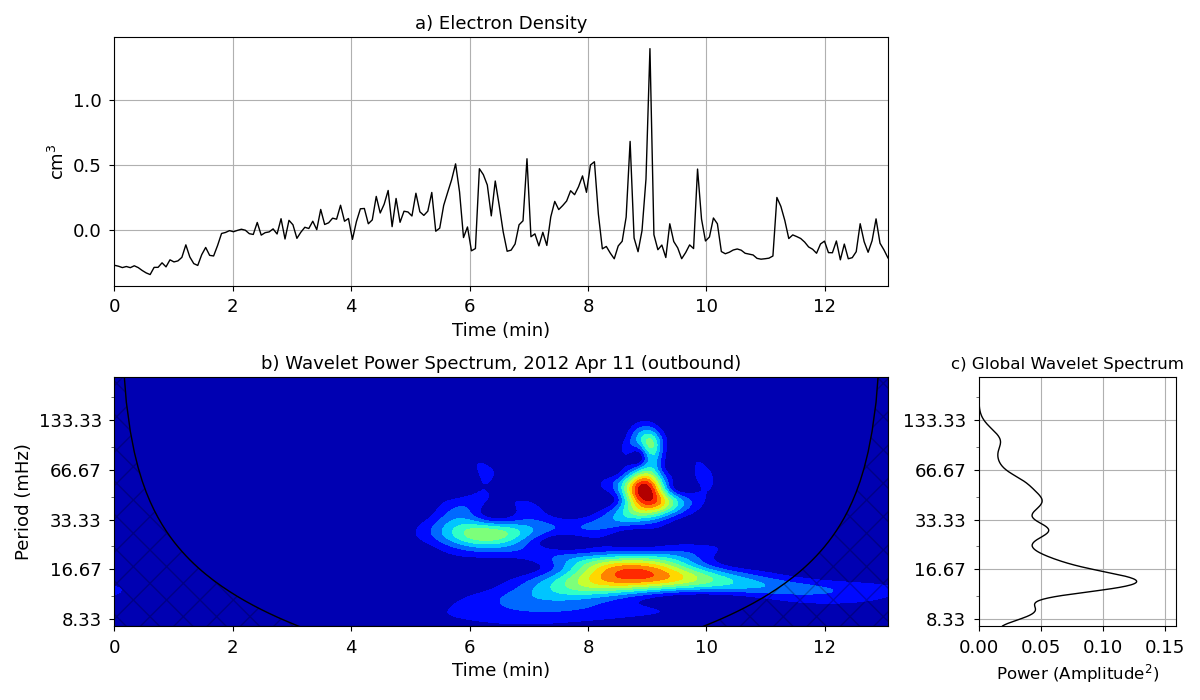 a) Electron Density
1.0
0.5
0.0
cm³
0 2 4 6 8 10 12
Time (min)
b) Wavelet Power Spectrum, 2012 Apr 11 (outbound)
133.33
66.67
33.33
16.67
8.33
Period (mHz)
0 2 4 6 8 10 12
Time (min)
c) Global Wavelet Spectrum
133.33
66.67
33.33
16.67
8.33
0.00 0.05 0.10 0.15
Power (Amplitude²)